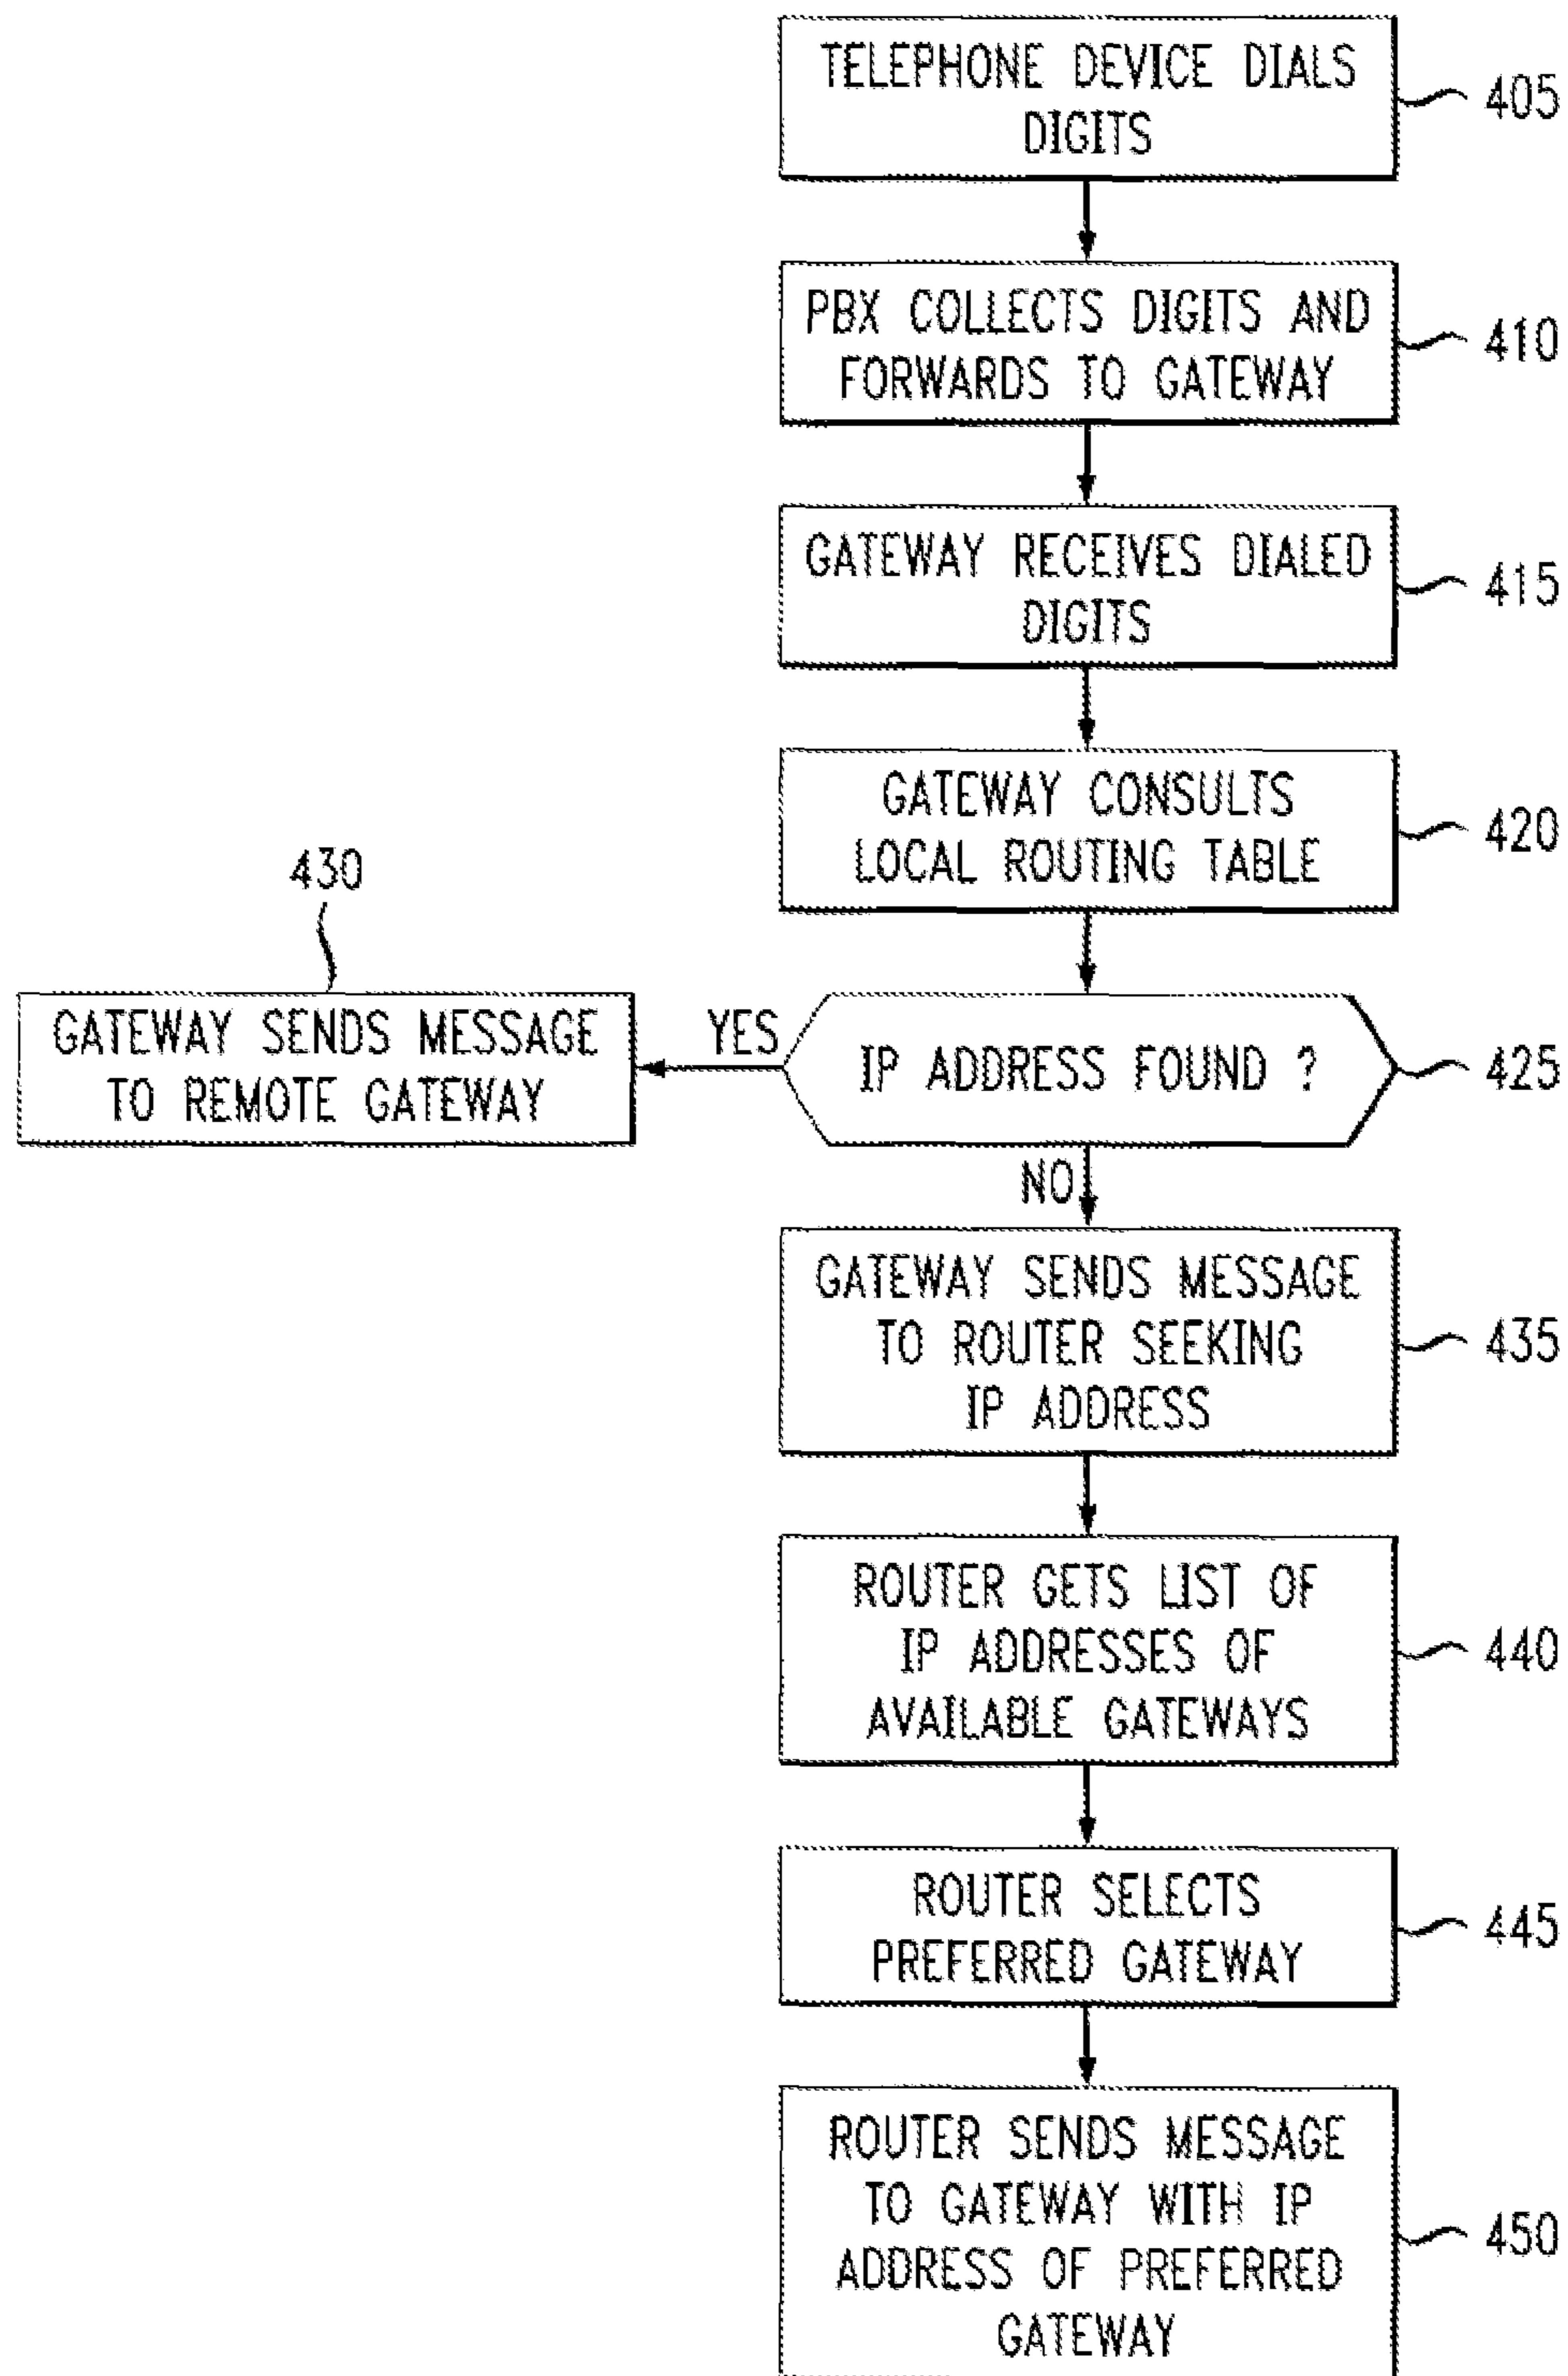 TELEPHONE DEVICE DIALS
DIGITS
405
PBX COLLECTS DIGITS AND
FORWARDS TO GATEWAY
410
GATEWAY RECEIVES DIALED
DIGITS
415
GATEWAY CONSULTS
LOCAL ROUTING TABLE
420
430
GATEWAY SENDS MESSAGE
TO REMOTE GATEWAY
YES
IP ADDRESS FOUND ?
425
NO
GATEWAY SENDS MESSAGE
TO ROUTER SEEKING
IP ADDRESS
435
ROUTER GETS LIST OF
IP ADDRESSES OF
AVAILABLE GATEWAYS
440
ROUTER SELECTS
PREFERRED GATEWAY
445
ROUTER SENDS MESSAGE
TO GATEWAY WITH IP
ADDRESS OF PREFERRED
GATEWAY
450